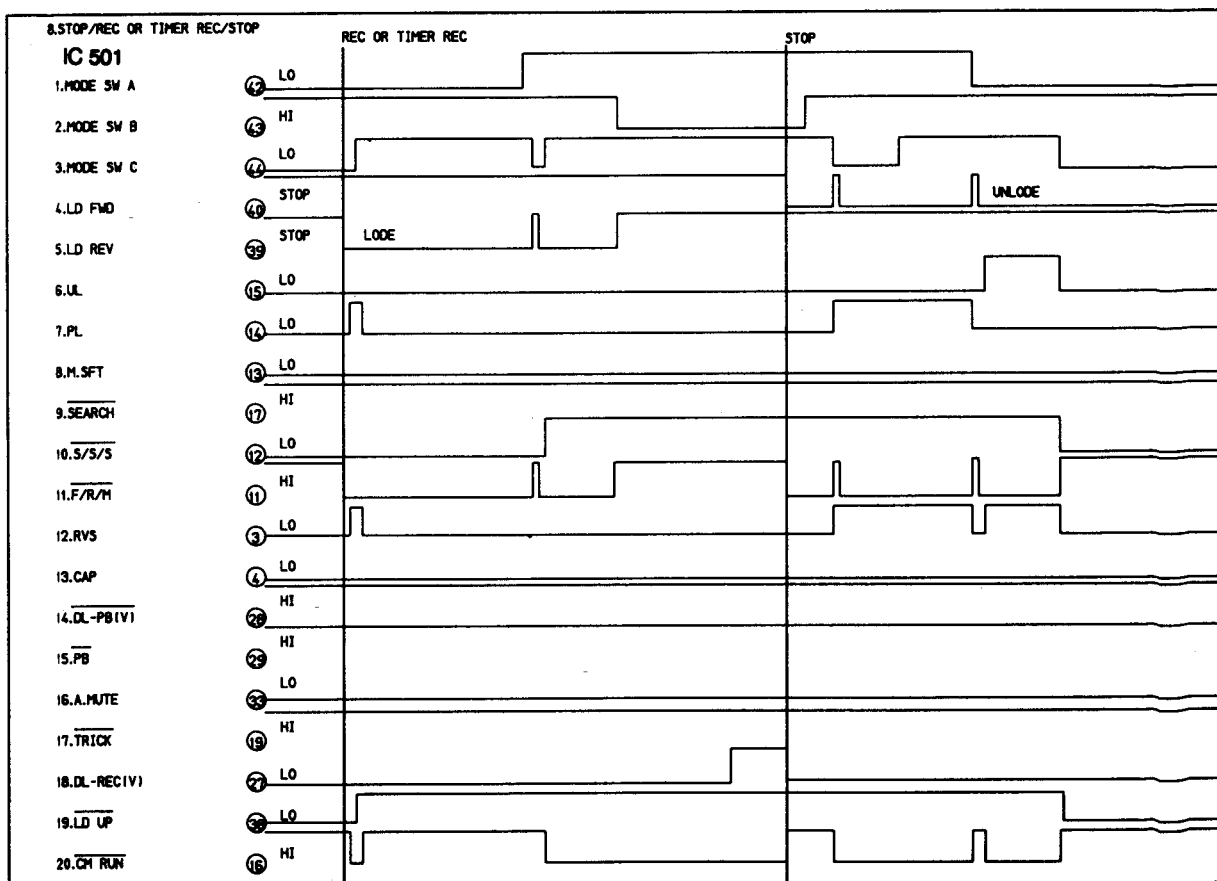 8.STOP/REC OR TIMER REC/STOP
REC OR TIMER REC
STOP
IC 501
1.MODE SW A 42 LO
2.MODE SW B 43 HI
3.MODE SW C 44 LO
4.LD FWD 40 STOP UNLODE
5.LD REV 39 STOP LODE
6.UL 15 LO
7.PL 14 LO
8.M.SFT 13 LO
9.SEARCH 17 HI
10.S/S/S 12 LO
11.F/R/M 11 HI
12.RVS 3 LO
13.CAP 4 LO
14.DL-PB(V) 28 HI
15.PB 29 HI
16.A.MUTE 33 LO
17.TRICK 19 HI
18.DL-REC(V) 27 LO
19.LD UP LO
20.CM RUN 16 HI